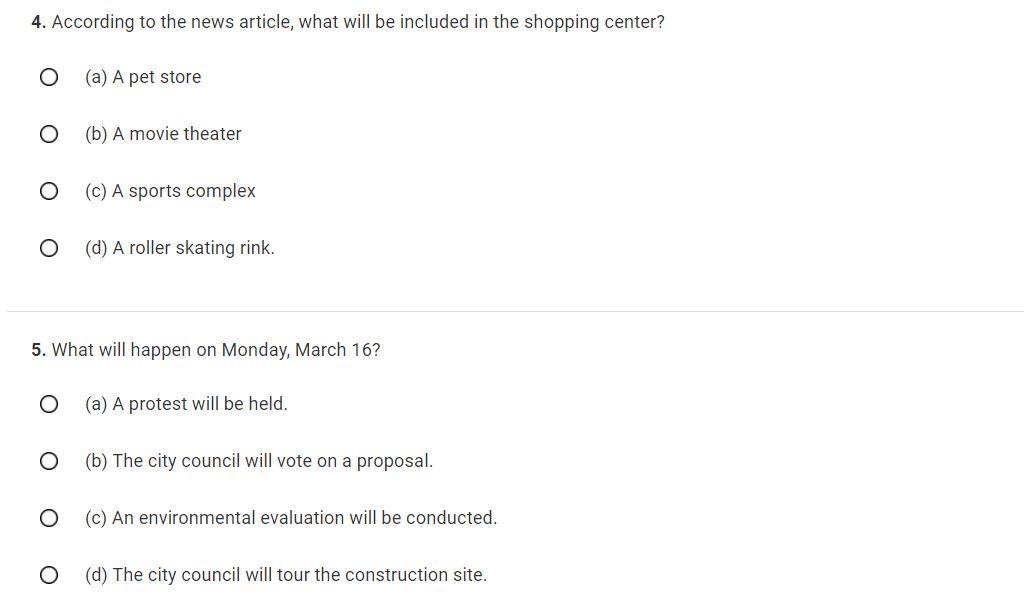 4. According to the news article, what will be included in the shopping center?
(a) A pet store
(b) A movie theater
(c) A sports complex
(d) A roller skating rink.
5. What will happen on Monday, March 16?
(a) A protest will be held.
(b) The city council will vote on a proposal.
(c) An environmental evaluation will be conducted.
(d) The city council will tour the construction site.